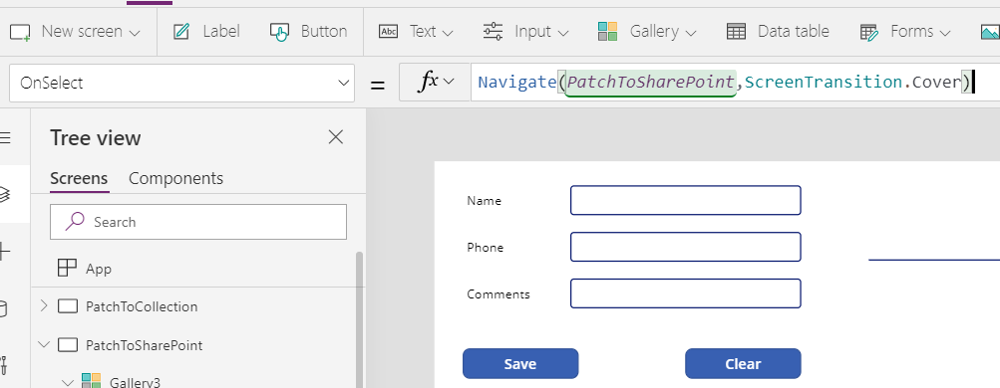 New screen Label Button Abc Text Input Gallery Data table Forms
OnSelect = fx Navigate(PatchToSharePoint,ScreenTransition.Cover)
Tree view
Screens Components
Search
App
PatchToCollection
PatchToSharePoint
Gallery3
Name
Phone
Comments
Save Clear